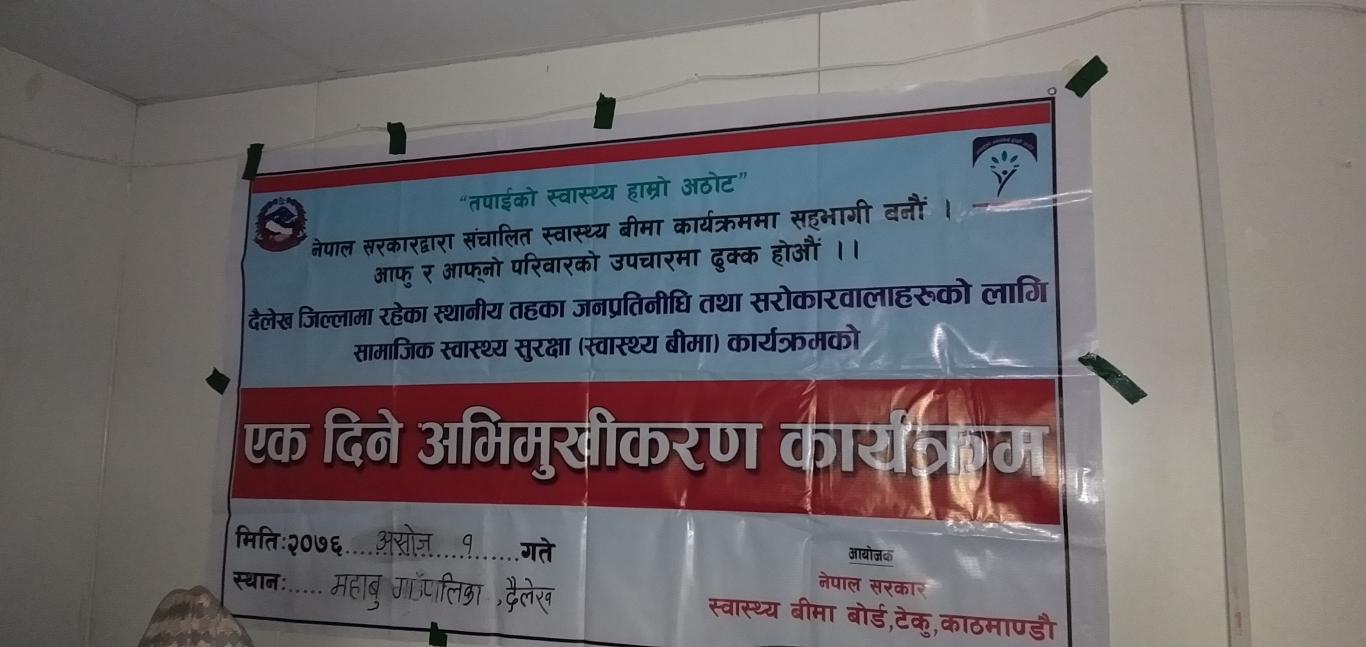 "तपाईको स्वास्थ्य हाम्रो अठोट"
नेपाल सरकारद्वारा संचालित स्वास्थ्य बीमा कार्यक्रममा सहभागी बनौं ।
आफु र आफ्नो परिवारको उपचारमा ढुक्क होऔं ।।
दैलेख जिल्लामा रहेका स्थानीय तहका जनप्रतिनीधि तथा सरोकारवालाहरुको लागि
सामाजिक स्वास्थ्य सुरक्षा (स्वास्थ्य बीमा) कार्यक्रमको
एक दिने अभिमुखीकरण कार्यक्रम
मिति:२०७६....असोज १......गते
स्थान:..... महाबु गाउँपालिका ,दैलेख
आयोजक
नेपाल सरकार
स्वास्थ्य बीमा बोर्ड,टेकु,काठमाण्डौ